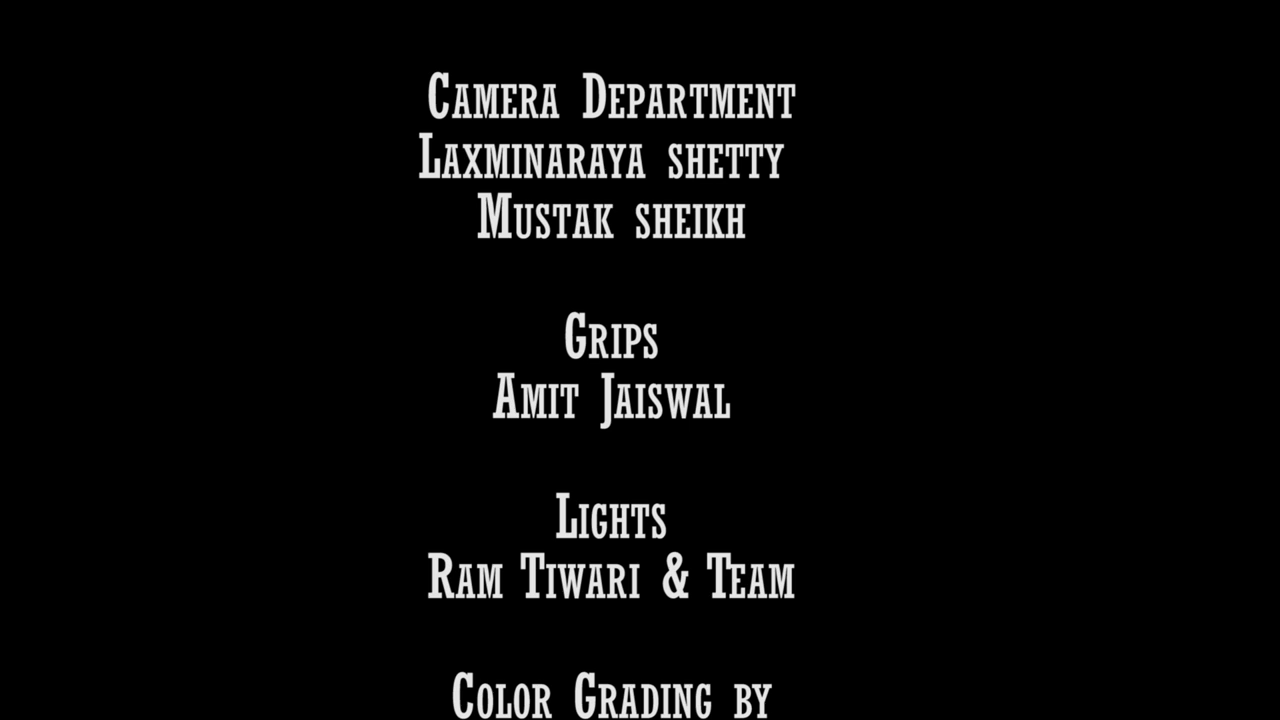 Camera Department
Laxminaraya shetty
Mustak sheikh
Grips
Amit Jaiswal
Lights
Ram Tiwari & Team
Color Grading by